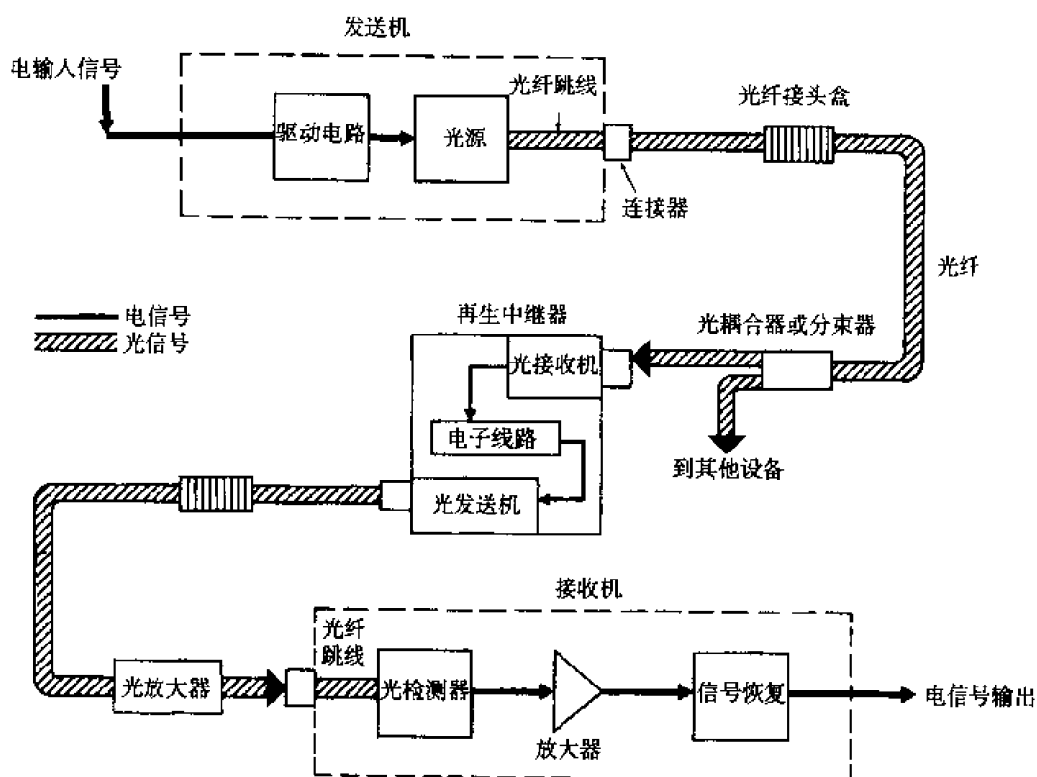 发送机
电输人信号
光纤跳线
驱动电路
光源
连接器
光纤接头盒
光纤
电信号
光信号
再生中继器
光接收机
电子线路
光发送机
光耦合器或分束器
到其他设备
接收机
光纤
跳线
光放大器
光检测器
放大器
信号恢复
电信号输出